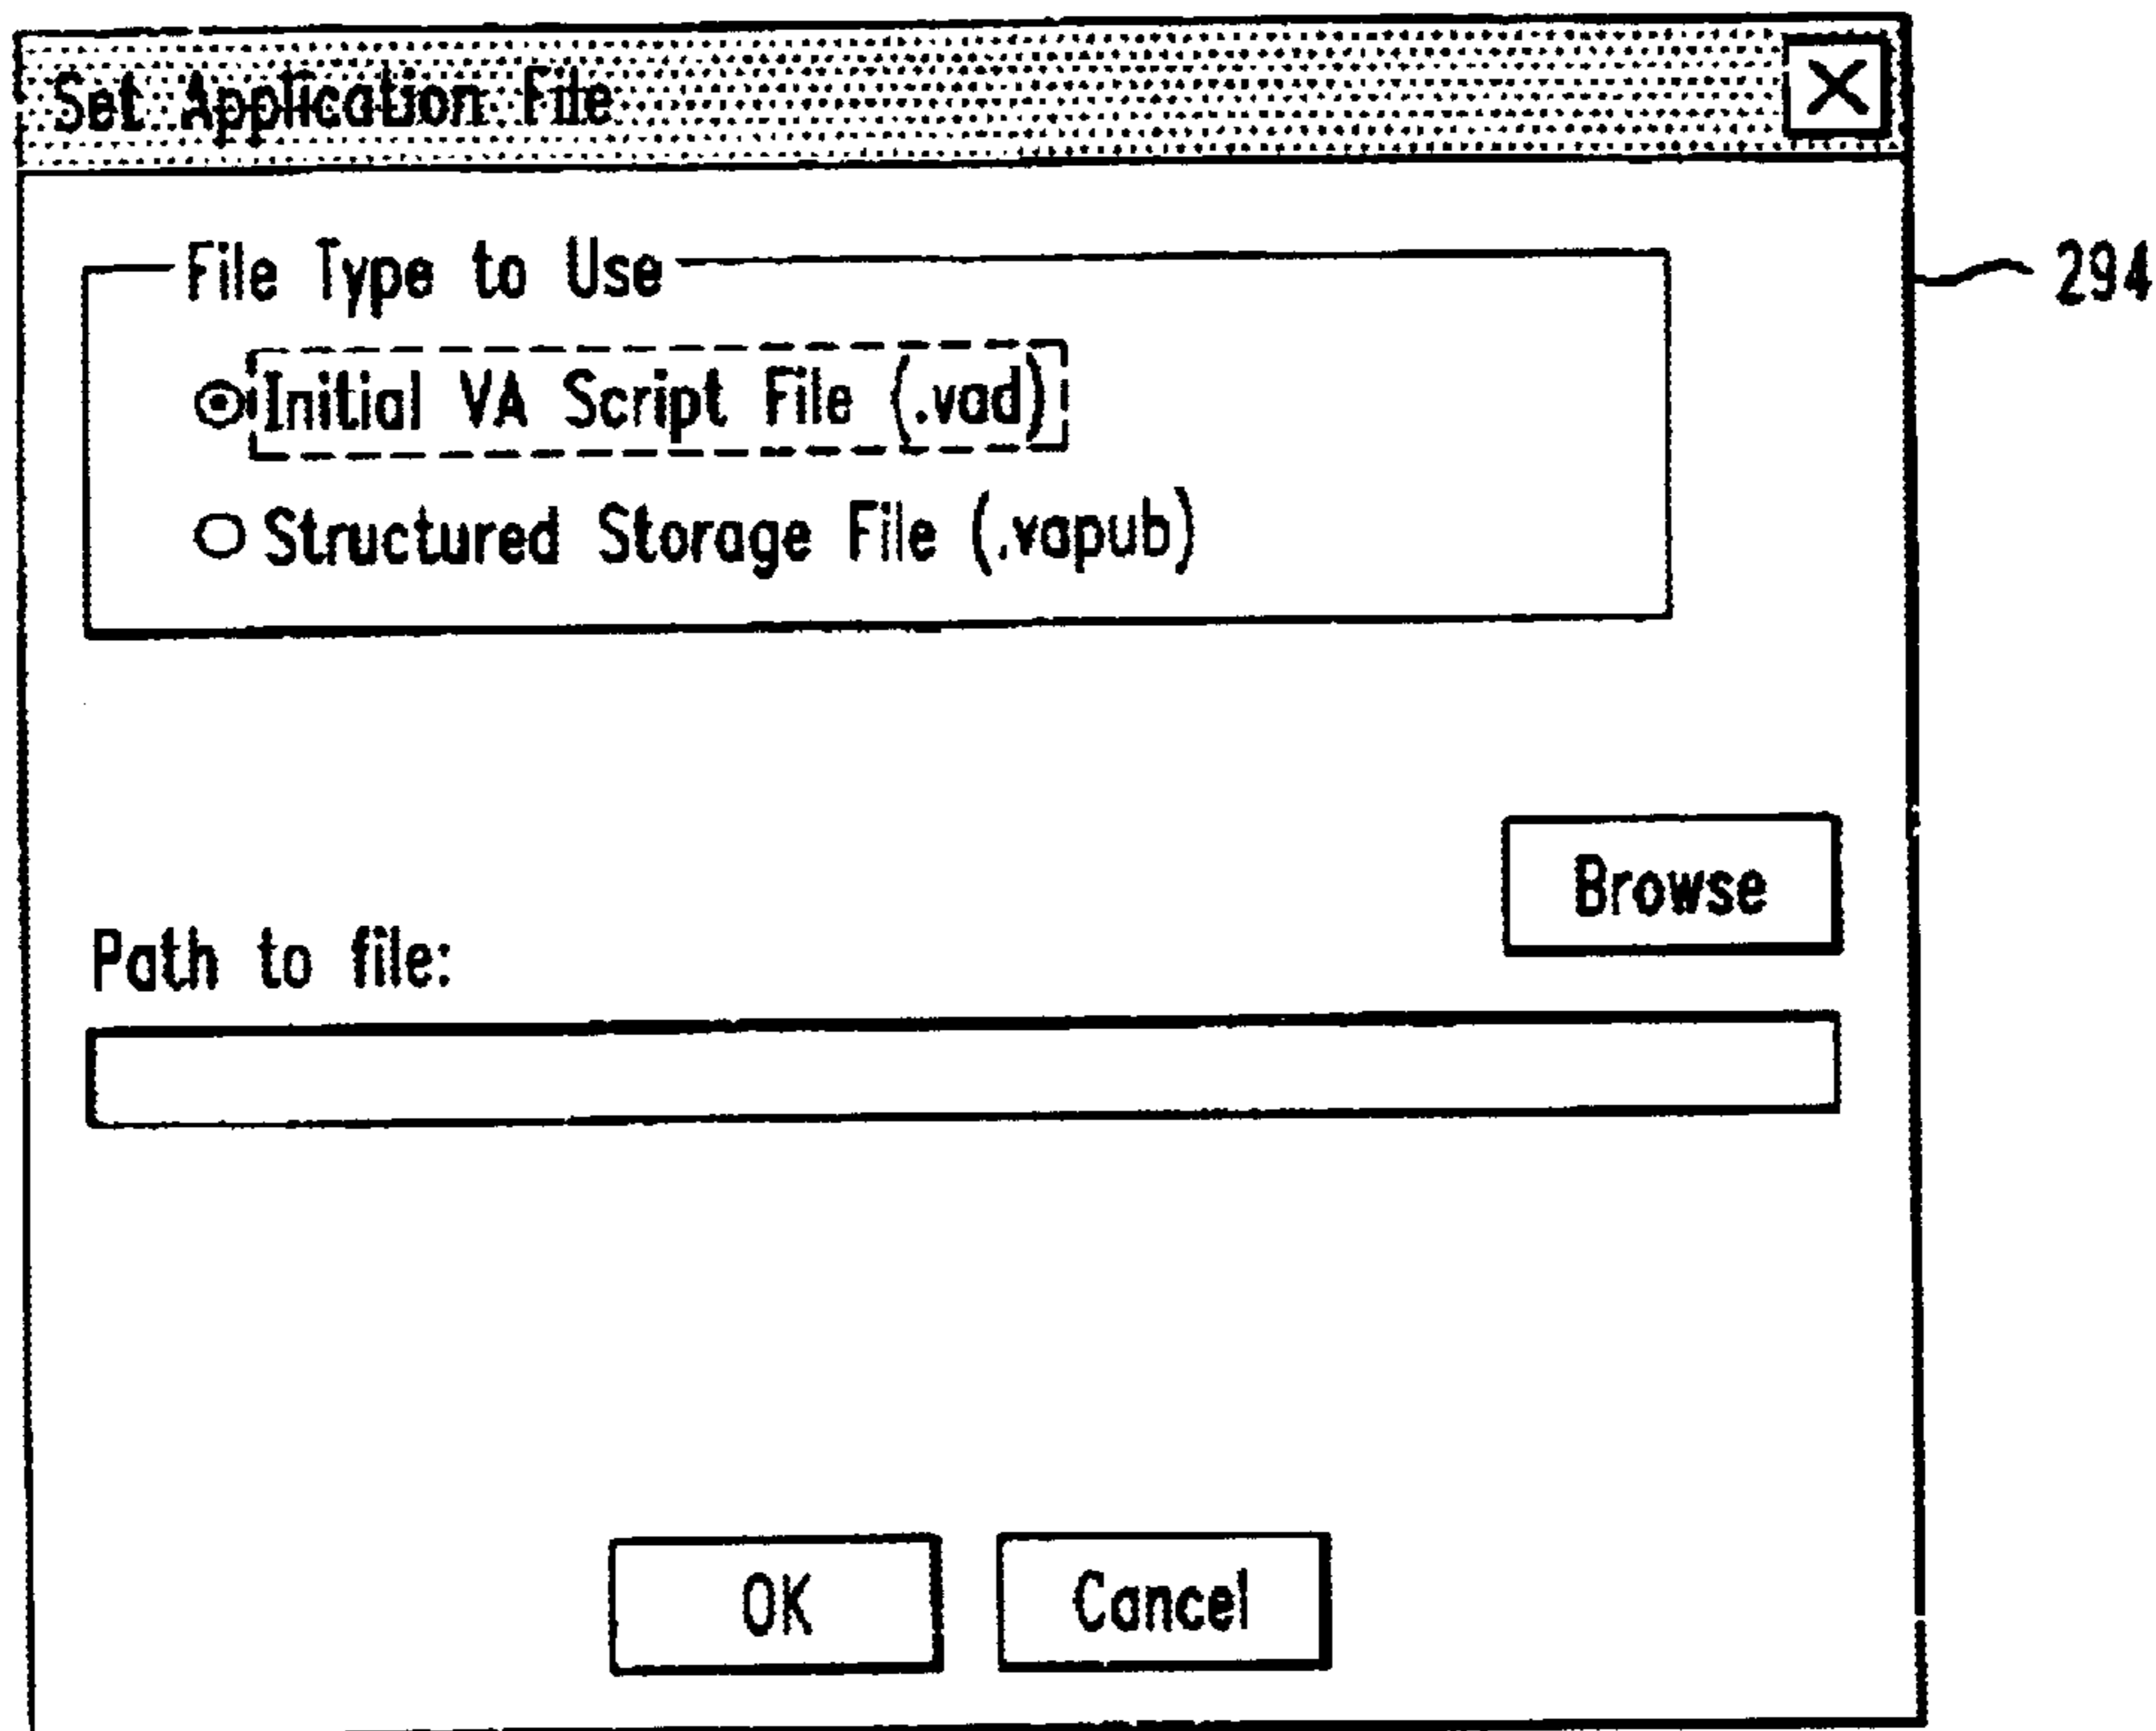 Set Application File
File Type to Use
294
Initial VA Script File (.vad)
Structured Storage File (.vapub)
Browse
Path to file:
OK
Cancel